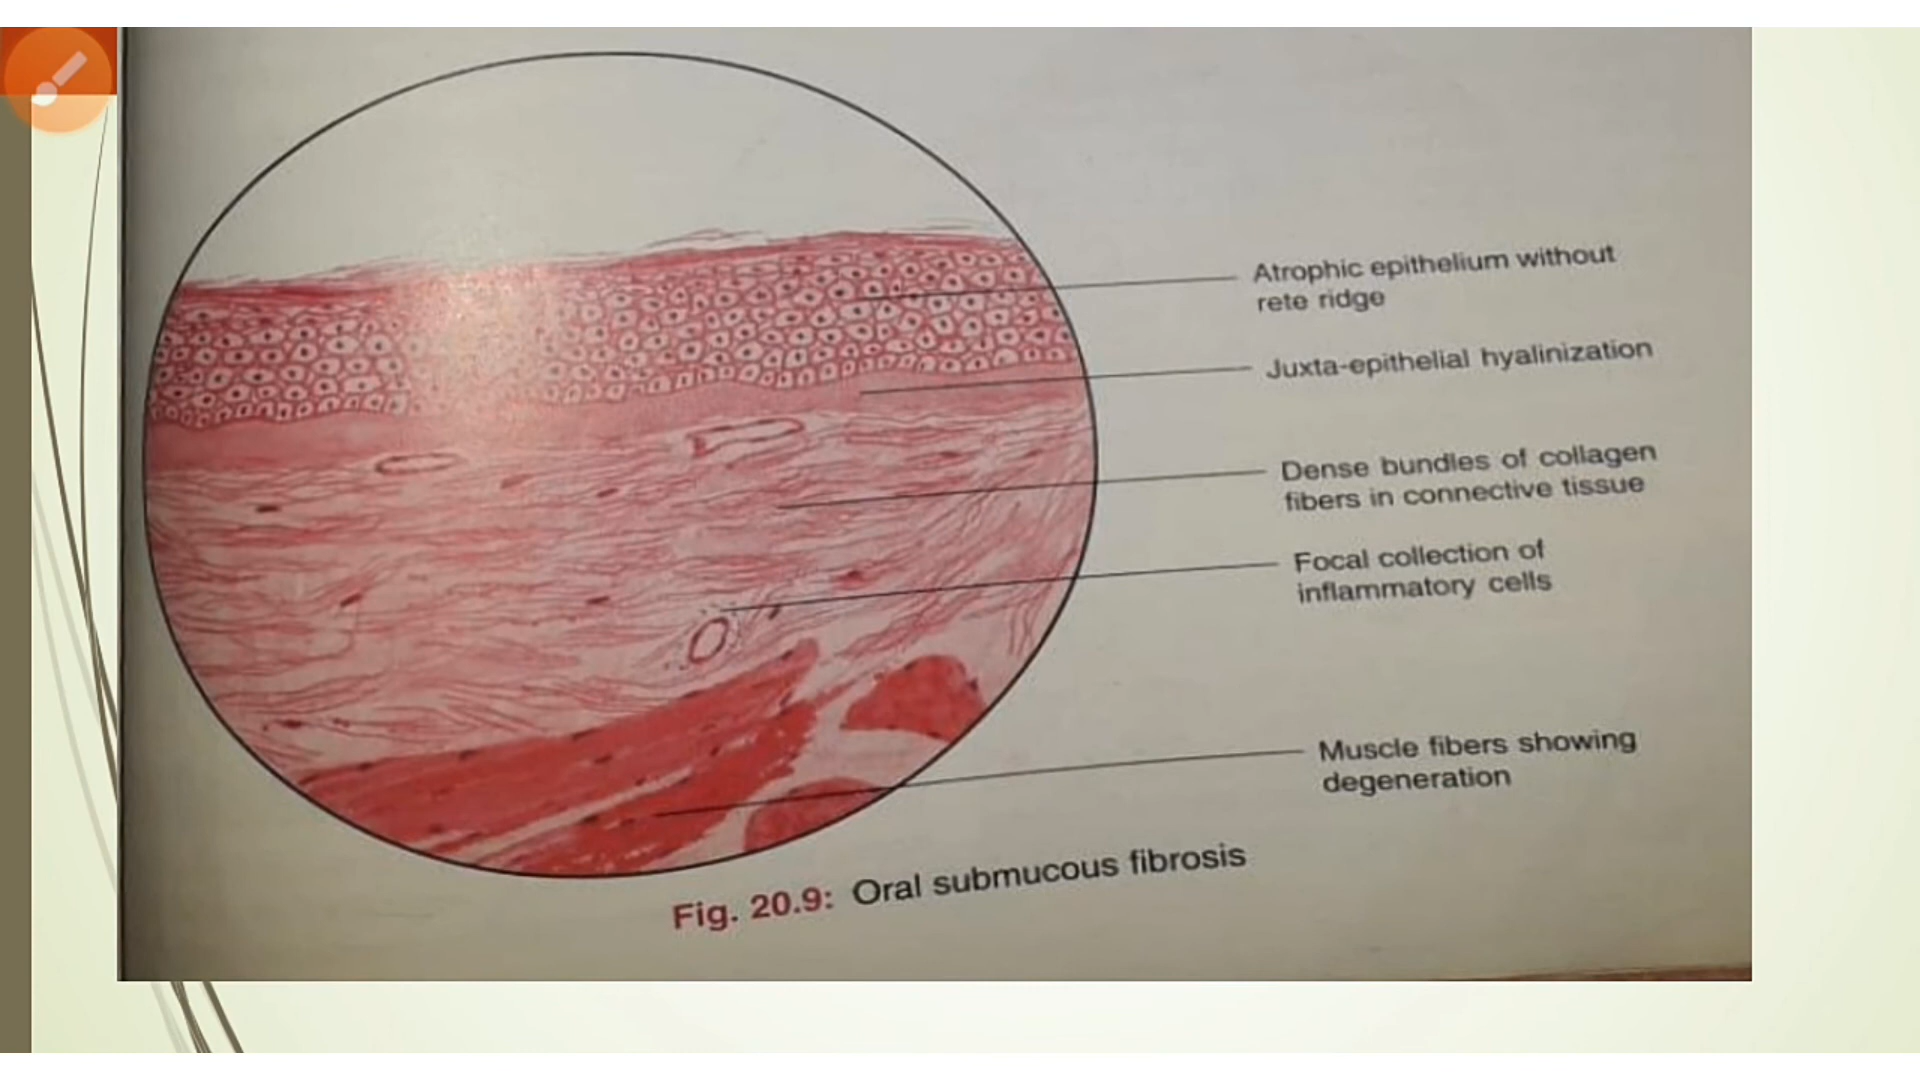 Atrophic epithelium without
rete ridge
Juxta-epithelial hyalinization
Dense bundles of collagen
fibers in connective tissue
Focal collection of
inflammatory cells
Muscle fibers showing
degeneration
Fig. 20.9: Oral submucous fibrosis